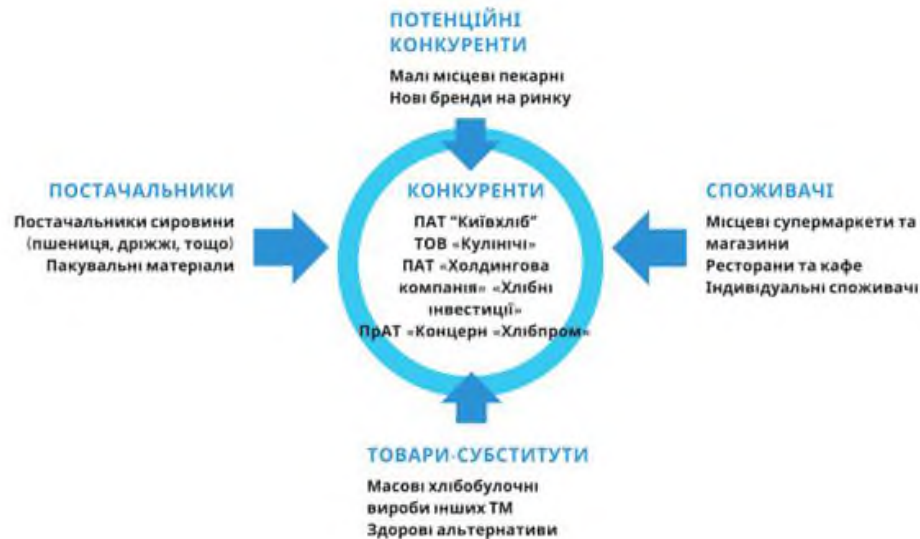 ПОТЕНЦІЙНІ
КОНКУРЕНТИ
Малі місцеві пекарні
Нові бренди на ринку
ПОСТАЧАЛЬНИКИ
Постачальники сировини
(пшениця, дріжжі, тощо)
Пакувальні матеріали
КОНКУРЕНТИ
ПАТ "Київхліб"
ТОВ «Кулінічі»
ПАТ «Холдингова
компанія» «Хлібні
інвестиції»
ПрАТ «Концерн «Хлібпром»
СПОЖИВАЧІ
Місцеві супермаркети та
магазини
Ресторани та кафе
Індивідуальні споживачі
ТОВАРИ-СУБСТИТУТИ
Масові хлібобулочні
вироби інших ТМ
Здорові альтернативи